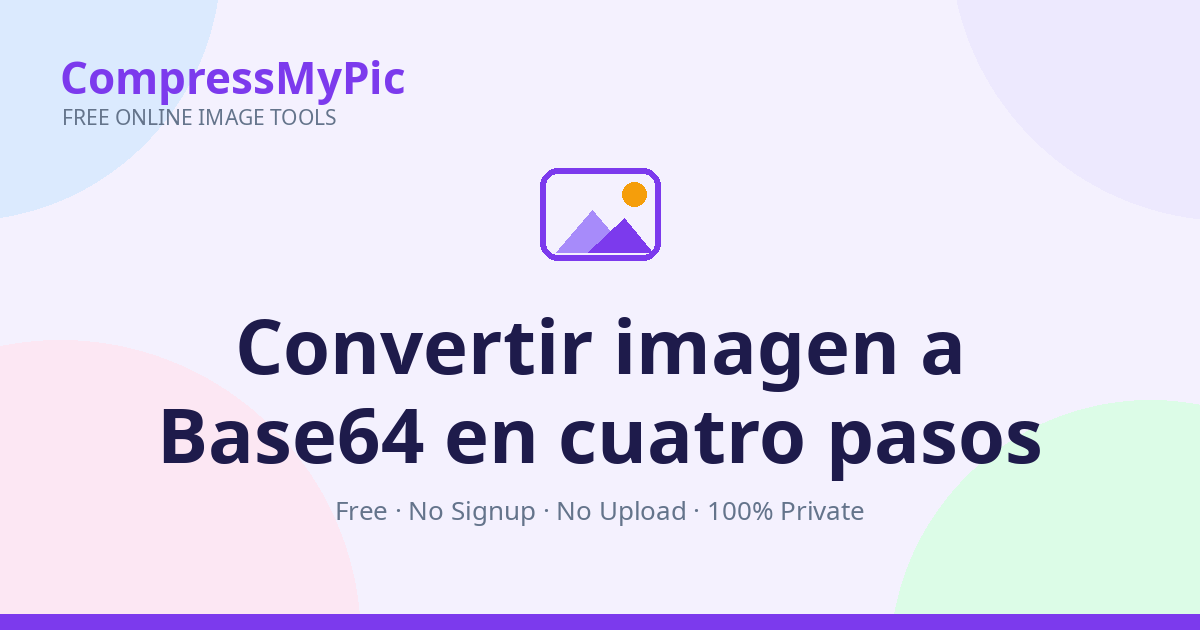 CompressMyPic
FREE ONLINE IMAGE TOOLS
Convertir imagen a
Base64 en cuatro pasos
Free · No Signup · No Upload · 100% Private